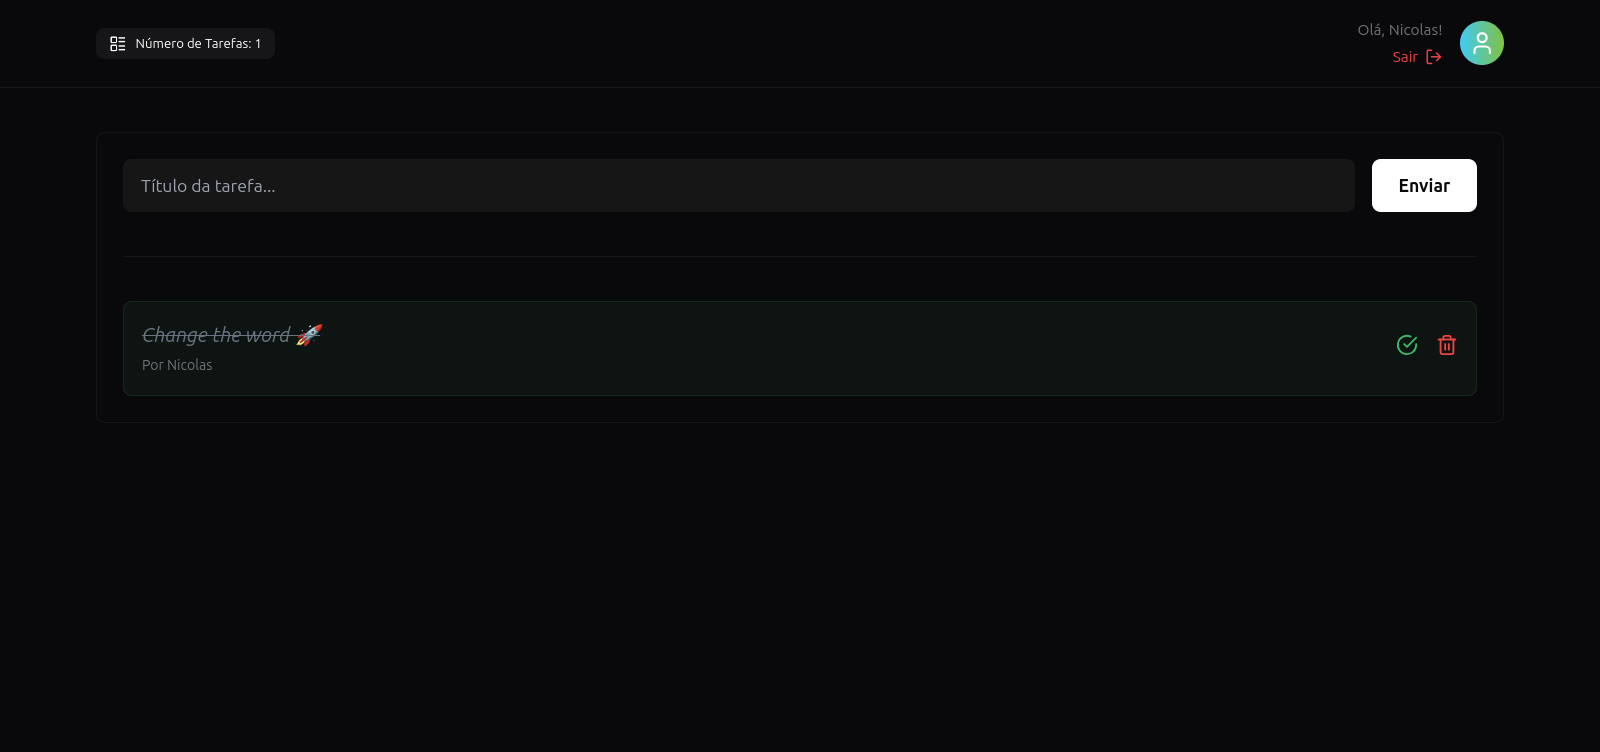 Número de Tarefas: 1
Olá, Nicolas!
Sair
Título da tarefa...
Enviar
Change the word 🚀
Por Nicolas